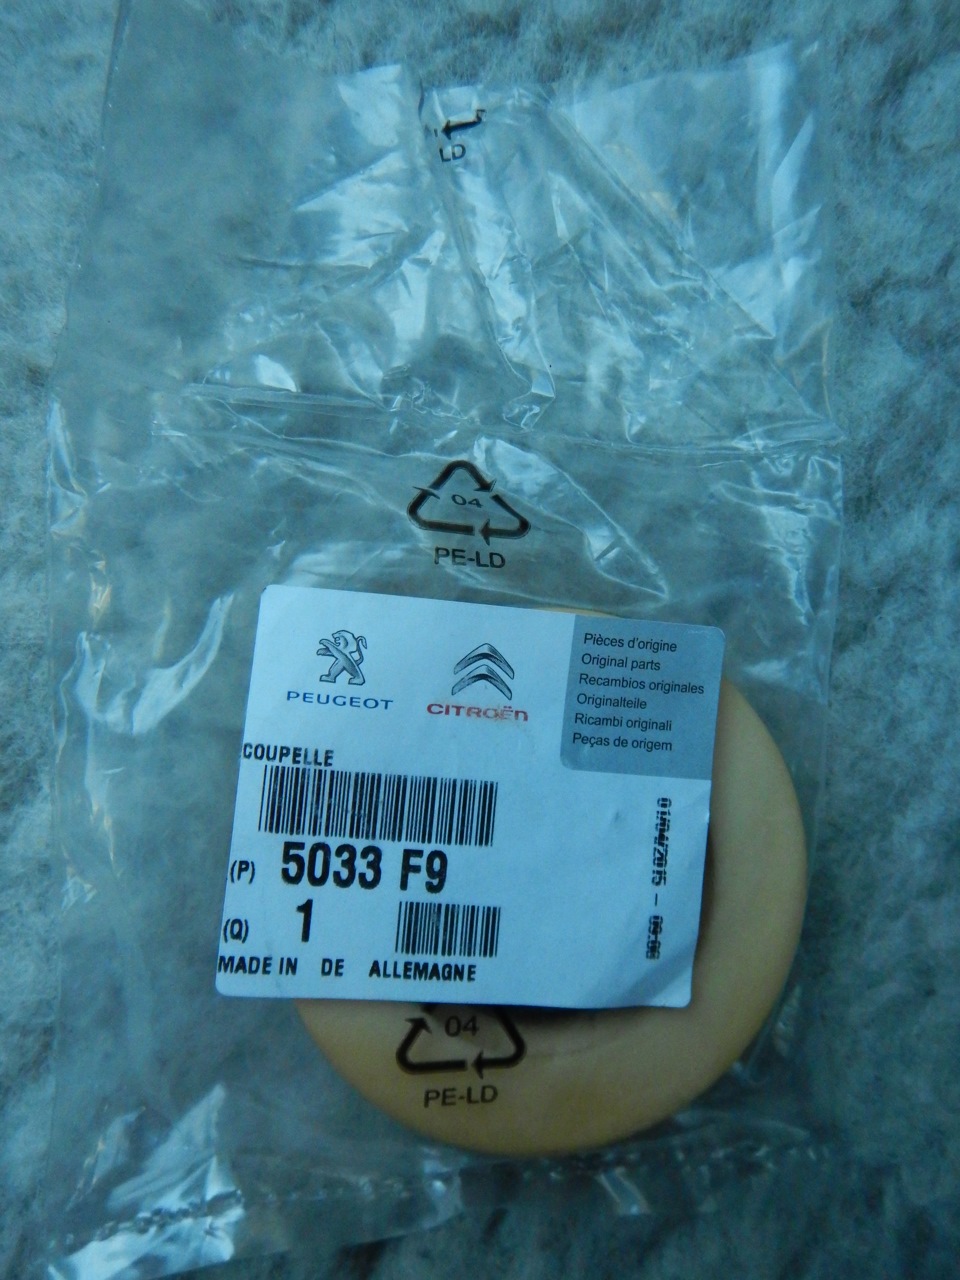 LD
04
PE-LD
PEUGEOT
CITROËN
Pièces d'origine
Original parts
Recambios originales
Originalteile
Ricambi originali
Peças de origem
COUPELLE
(P) 5033 F9
(Q) 1
MADE IN DE ALLEMAGNE
04
PE-LD